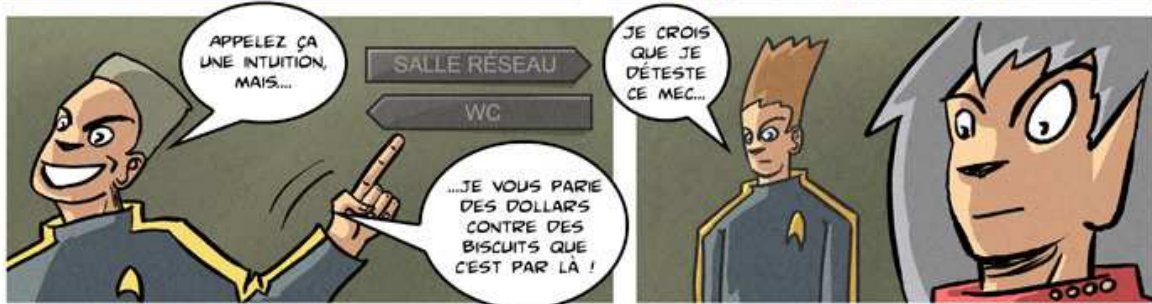 APPELEZ ÇA
UNE INTUITION,
MAIS....
SALLE RÉSEAU
WC
....JE VOUS PARIE
DES DOLLARS
CONTRE DES
BISCUITS QUE
C'EST PAR LÀ !
JE CROIS
QUE JE
DÉTESTE
CE MEC...